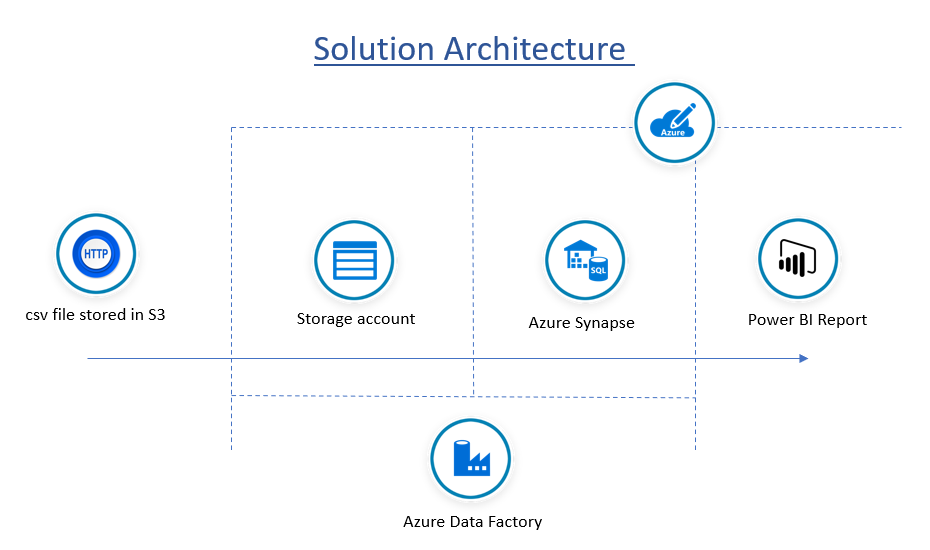 Solution Architecture
Azure
HTTP
SQL
csv file stored in S3
Storage account
Azure Synapse
Power BI Report
Azure Data Factory